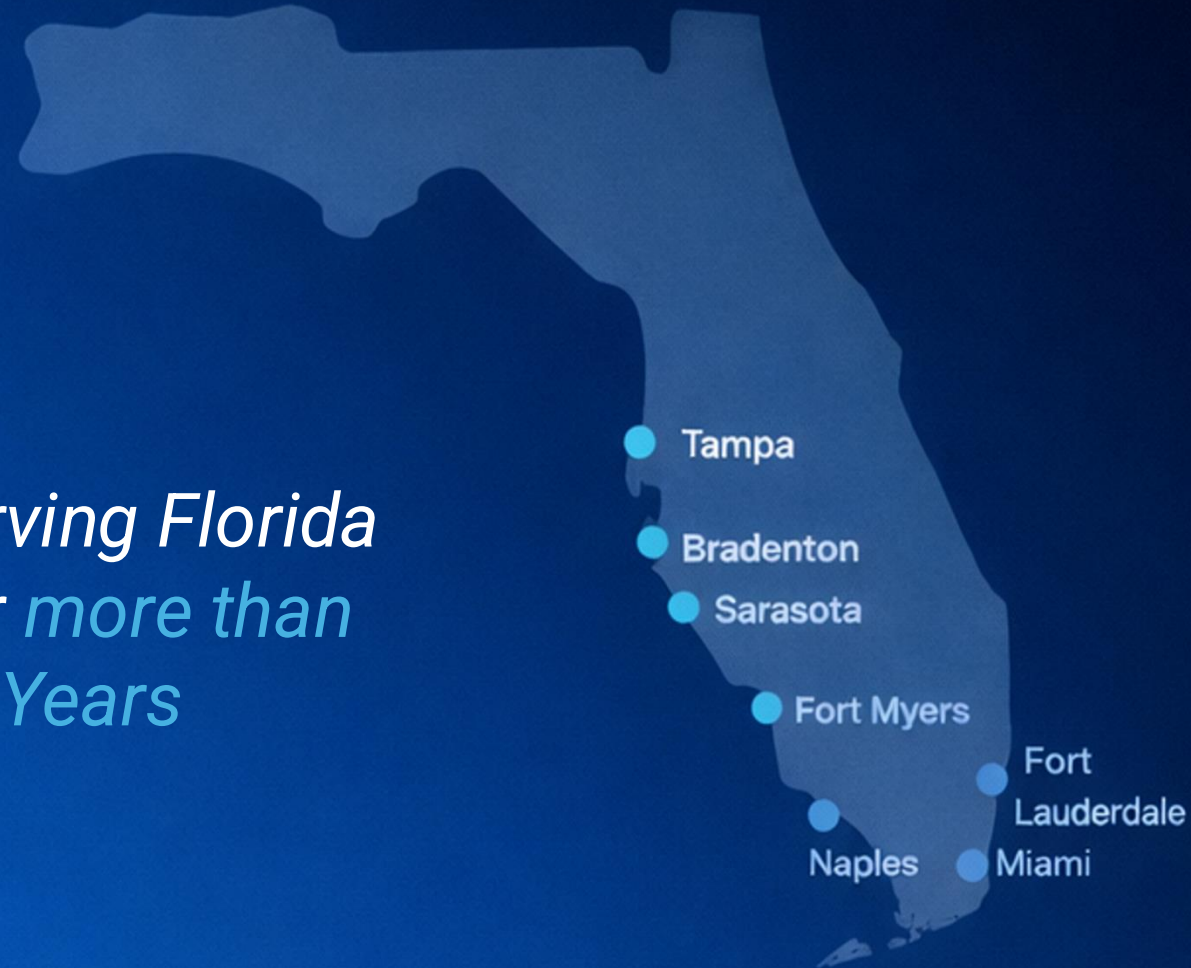 rving Florida
r more than
Years
Tampa
Bradenton
Sarasota
Fort Myers
Fort
Lauderdale
Naples
Miami